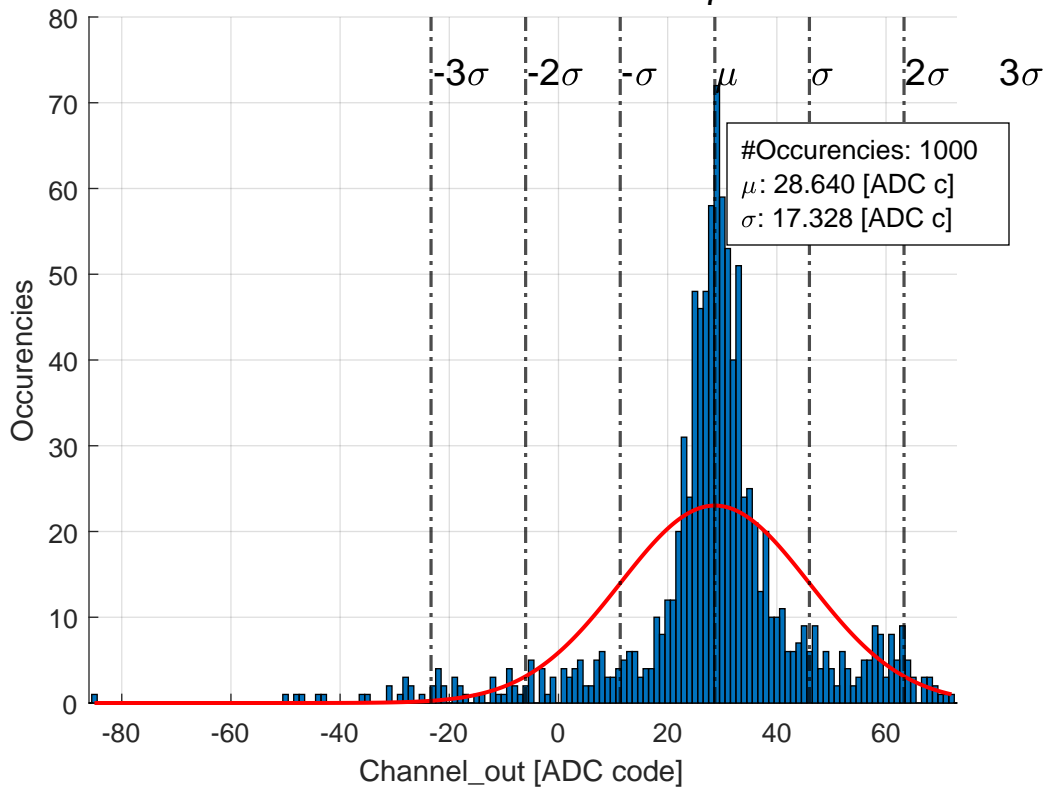 80
70
60
50
40
30
20
10
0
-3σ -2σ -σ μ σ 2σ 3σ
#Occurencies: 1000
μ: 28.640 [ADC c]
σ: 17.328 [ADC c]
Occurencies
-80 -60 -40 -20 0 20 40 60
Channel_out [ADC code]